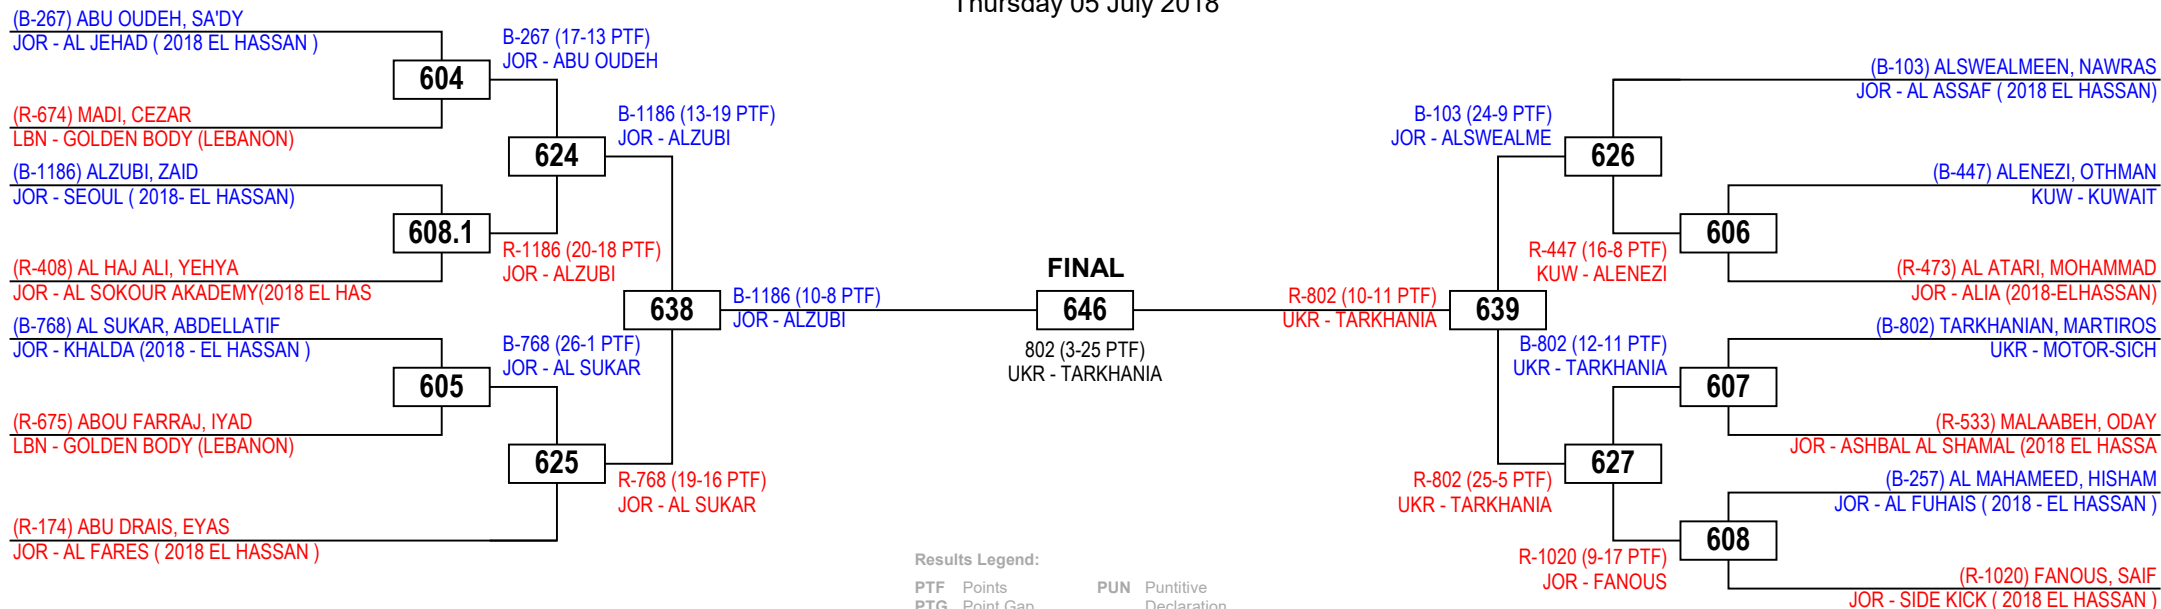 Thursday 05 July 2018
(B-267) ABU OUDEH, SA'DY
JOR - AL JEHAD ( 2018 EL HASSAN )
B-267 (17-13 PTF)
JOR - ABU OUDEH
604
(R-674) MADI, CEZAR
LBN - GOLDEN BODY (LEBANON)
B-1186 (13-19 PTF)
JOR - ALZUBI
624
(B-1186) ALZUBI, ZAID
JOR - SEOUL ( 2018- EL HASSAN)
608.1
R-1186 (20-18 PTF)
JOR - ALZUBI
(R-408) AL HAJ ALI, YEHYA
JOR - AL SOKOUR AKADEMY(2018 EL HAS
638
B-1186 (10-8 PTF)
JOR - ALZUBI
(B-768) AL SUKAR, ABDELLATIF
JOR - KHALDA (2018 - EL HASSAN )
B-768 (26-1 PTF)
JOR - AL SUKAR
605
(R-675) ABOU FARRAJ, IYAD
LBN - GOLDEN BODY (LEBANON)
625
R-768 (19-16 PTF)
JOR - AL SUKAR
(R-174) ABU DRAIS, EYAS
JOR - AL FARES ( 2018 EL HASSAN )
FINAL
646
802 (3-25 PTF)
UKR - TARKHANIA
(B-103) ALSWEALMEEN, NAWRAS
JOR - AL ASSAF ( 2018 EL HASSAN)
B-103 (24-9 PTF)
JOR - ALSWEALME
626
(B-447) ALENEZI, OTHMAN
KUW - KUWAIT
606
R-447 (16-8 PTF)
KUW - ALENEZI
(R-473) AL ATARI, MOHAMMAD
JOR - ALIA (2018-ELHASSAN)
R-802 (10-11 PTF)
UKR - TARKHANIA
639
(B-802) TARKHANIAN, MARTIROS
UKR - MOTOR-SICH
B-802 (12-11 PTF)
UKR - TARKHANIA
607
(R-533) MALAABEH, ODAY
JOR - ASHBAL AL SHAMAL (2018 EL HASSA
627
R-802 (25-5 PTF)
UKR - TARKHANIA
(B-257) AL MAHAMEED, HISHAM
JOR - AL FUHAIS ( 2018 - EL HASSAN )
608
R-1020 (9-17 PTF)
JOR - FANOUS
(R-1020) FANOUS, SAIF
JOR - SIDE KICK ( 2018 EL HASSAN )
Results Legend:
PTF Points PUN Puntitive
PTG Point Gap Declaration